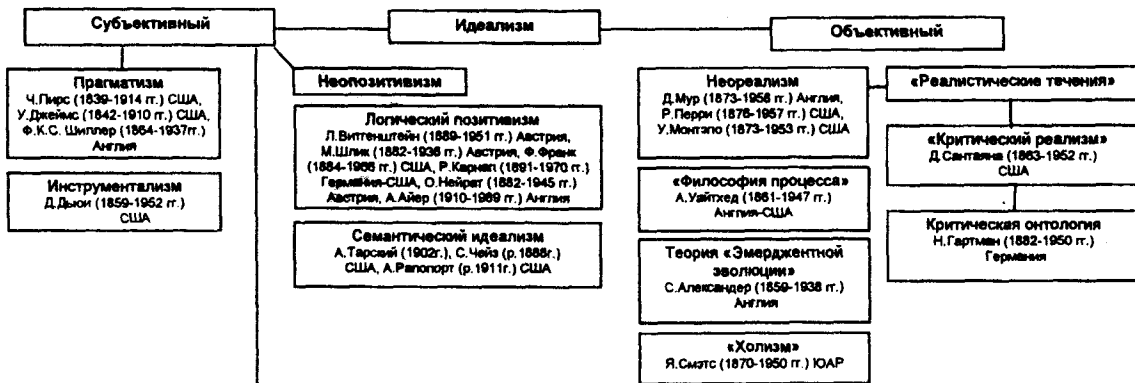 Субъективный
Идеализм
Объективный
Прагматизм
Ч.Пирс (1839-1914 гг.) США,
У.Джеймс (1842-1910 гг.) США,
Ф.К.С. Шиллер (1864-1937гг.)
Англия
Инструментализм
Д.Дьюи (1859-1952 гг.)
США
Неопозитивизм
Логический позитивизм
Л.Витгенштейн (1889-1951 гг.) Австрия,
М.Шлик (1882-1936 гг.) Австрия, Ф.Франк
(1884-1966 гг.) США, Р.Карнап (1891-1970 гг.)
Германия-США, О.Нейрат (1882-1945 гг.)
Австрия, А.Айер (1910-1989 гг.) Англия
Семантический идеализм
А.Тарский (1902г.), С.Чейз (р.1888г.)
США, А.Рапопорт (р.1911г.) США
Неореализм
Д.Мур (1873-1958 гг.) Англия,
Р.Перри (1876-1957 гг.) США,
У.Монтэпо (1873-1953 гг.) США
«Философия процесса»
А.Уайтхед (1861-1947 гг.)
Англия-США
Теория «Эмерджентной
эволюции»
С.Александер (1859-1938 гг.)
Англия
«Холизм»
Я.Смэтс (1870-1950 гг.) ЮАР
«Реалистические течения»
«Критический реализм»
Д.Сантаяна (1863-1952 гг.)
США
Критическая онтология
Н.Гартман (1882-1950 гг.)
Германия